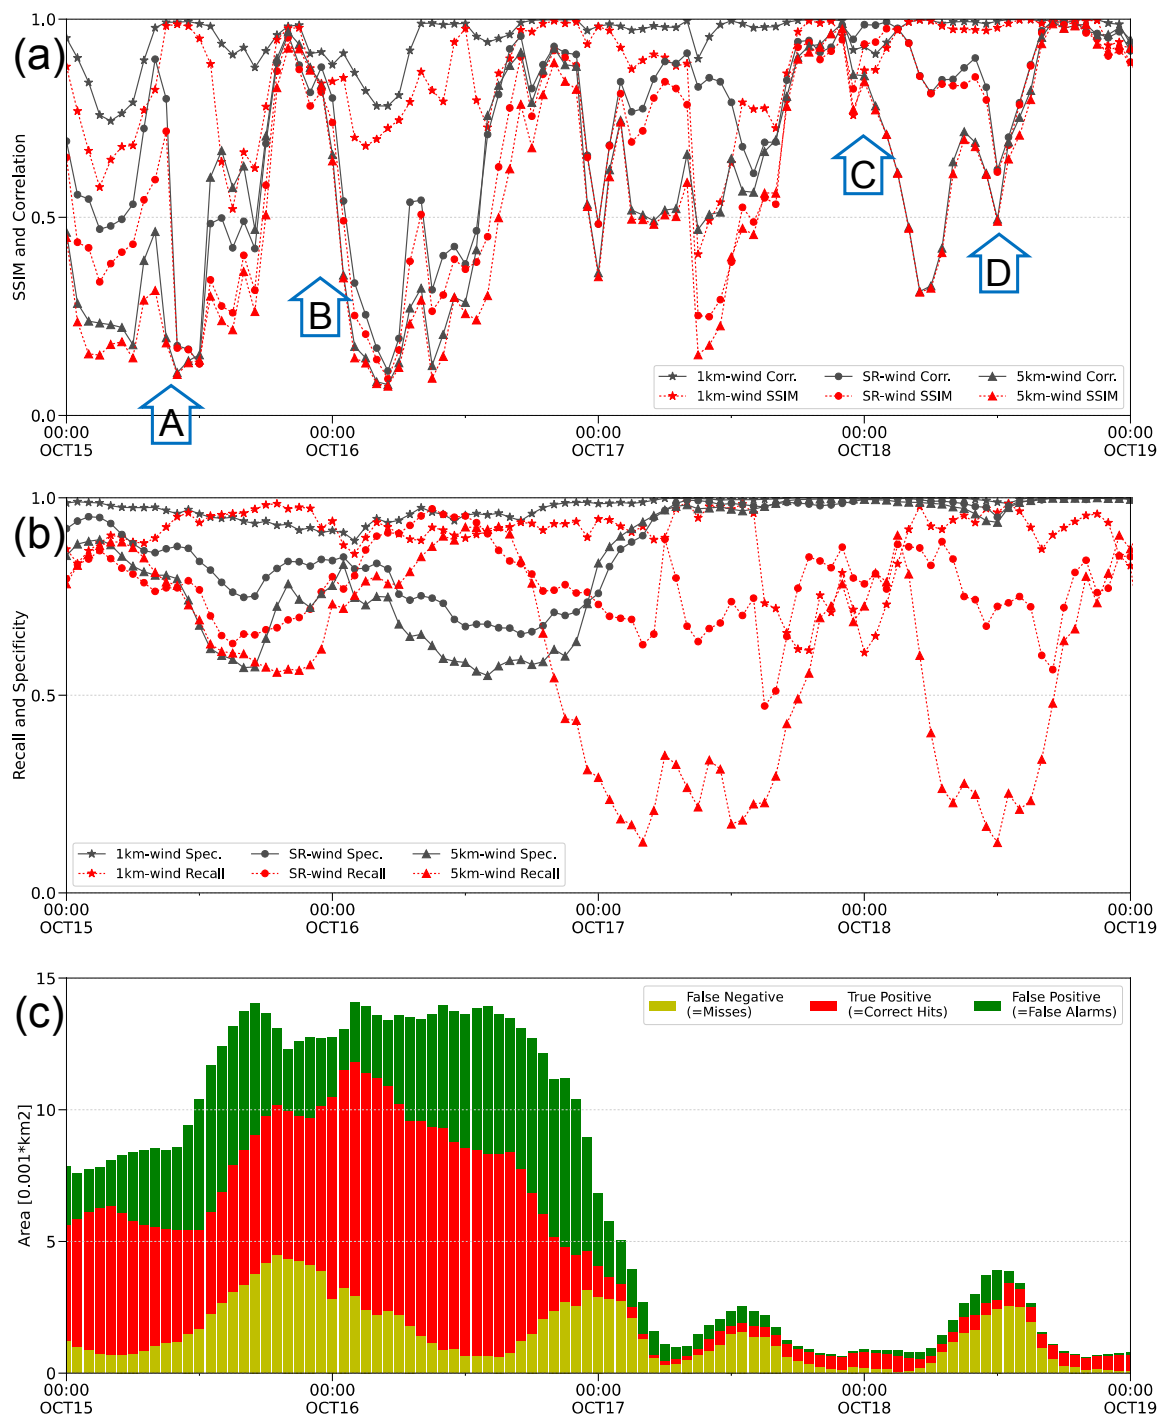 (a)
1.0
0.5
0.0
SSIM and Correlation
A
B
C
D
1km-wind Corr. SR-wind Corr. 5km-wind Corr.
1km-wind SSIM SR-wind SSIM 5km-wind SSIM
00:00 00:00 00:00 00:00 00:00
OCT15 OCT16 OCT17 OCT18 OCT19
(b)
1.0
0.5
0.0
Recall and Specificity
1km-wind Spec. SR-wind Spec. 5km-wind Spec.
1km-wind Recall SR-wind Recall 5km-wind Recall
00:00 00:00 00:00 00:00 00:00
OCT15 OCT16 OCT17 OCT18 OCT19
(c)
15
10
5
0
Area [0.001*km2]
False Negative True Positive False Positive
(=Misses) (=Correct Hits) (=False Alarms)
00:00 00:00 00:00 00:00 00:00
OCT15 OCT16 OCT17 OCT18 OCT19